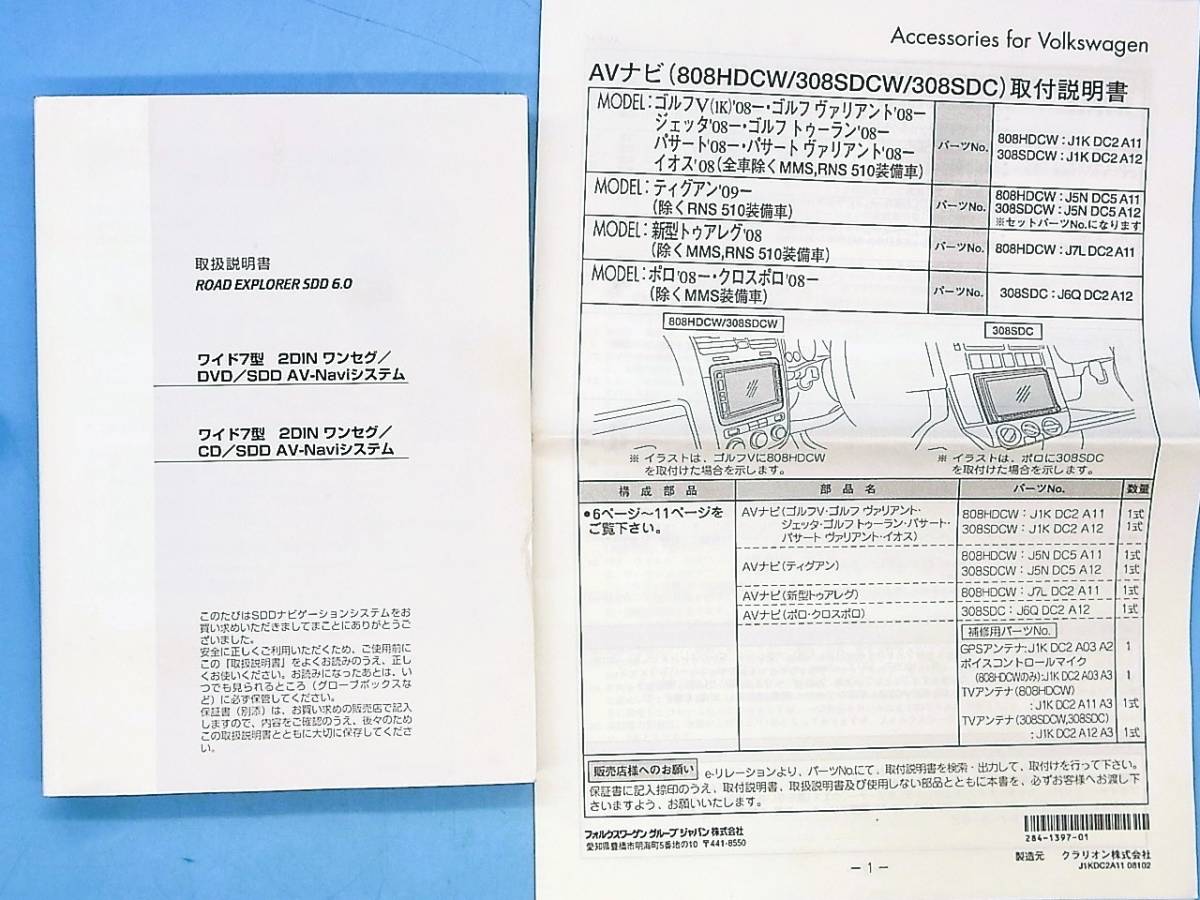 取扱説明書
ROAD EXPLORER SDD 6.0
ワイド7型 2DIN ワンセグ/
DVD/SDD AV-Naviシステム
ワイド7型 2DIN ワンセグ/
CD/SDD AV-Naviシステム
このたびはSDDナビゲーションシステムをお
買い求めいただきましてまことにありがとうご
ざいました。
安全に正しくご利用いただくため、ご使用前に
この「取扱説明書」をよくお読みのうえ、正し
くお使いください。お読みになったあとは、い
つでも見られるところ(グローブボックスな
ど)に必ず保管してください。
保証書(別添)は、お買い求めの販売店で記入
しますので、内容をご確認のうえ、後々のため
この取扱説明書とともに大切に保存してくださ
い。
Accessories for Volkswagen
AVナビ(808HDCW/308SDCW/308SDC)取付説明書
MODEL:ゴルフV(1K)'08ー・ゴルフ ヴァリアント'08ー
ジェッタ'08ー・ゴルフ トゥーラン'08ー
パサート'08ー・パサート ヴァリアント'08ー
イオス'08(全車除くMMS,RNS 510装備車)
パーツNo.
808HDCW:J1K DC2 A11
308SDCW:J1K DC2 A12
MODEL:ティグアン'09ー
(除くRNS 510装備車)
パーツNo.
808HDCW:J5N DC5 A11
308SDCW:J5N DC5 A12
※セットパーツNo.になります
MODEL:新型トゥアレグ'08
(除くMMS,RNS 510装備車)
パーツNo.
808HDCW:J7L DC2 A11
MODEL:ポロ'08ー・クロスポロ'08ー
(除くMMS装備車)
パーツNo.
308SDC:J6Q DC2 A12
808HDCW/308SDCW
308SDC
※ イラストは、ゴルフVに808HDCW
を取付けた場合を示します。
※ イラストは、ポロに308SDC
を取付けた場合を示します。
構成部品 部品名 パーツNo. 数量
●6ページ〜11ページを
ご覧下さい。
AVナビ(ゴルフV・ゴルフ ヴァリアント・
ジェッタ・ゴルフ トゥーラン・パサート・
パサート ヴァリアント・イオス)
808HDCW:J1K DC2 A11 1式
308SDCW:J1K DC2 A12 1式
AVナビ(ティグアン)
808HDCW:J5N DC5 A11 1式
308SDCW:J5N DC5 A12 1式
AVナビ(新型トゥアレグ) 808HDCW:J7L DC2 A11 1式
AVナビ(ポロ・クロスポロ) 308SDC:J6Q DC2 A12 1式
補修用パーツNo.
GPSアンテナ:J1K DC2 A03 A2 1
ボイスコントロールマイク
(808HDCWのみ):J1K DC2 A03 A3 1
TVアンテナ(808HDCW)
:J1K DC2 A11 A3 1式
TVアンテナ(308SDCW,308SDC)
:J1K DC2 A12 A3 1式
販売店様へのお願い e-リレーションより、パーツNo.にて、取付説明書を検索・出力して、取付けを行って下さい。
保証書に記入捺印のうえ、取付説明書、取扱説明書及び使用しない部品とともに本書を、必ずお客様へお渡し下
さいますよう、お願いいたします。
フォルクスワーゲン グループ ジャパン 株式会社
愛知県豊橋市明海町5番地の10 〒441-8550
284-1397-01
製造元 クラリオン株式会社
J1KDC2A11 08102
ー 1 ー